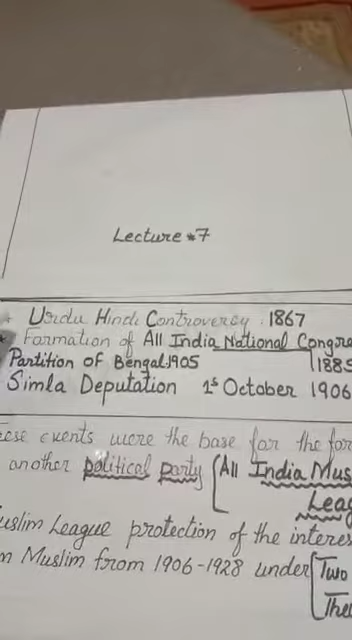 Lecture *7
Urdu Hindi Controversy 1867
Formation of All India National Congre
1885
Partition of Bengal 1905
Simla Deputation 1st October 1906
ese events were the base for the for
another political party (All India Mus
Leag
uslim League protection of the interes
n Muslim from 1906-1928 under Two
The